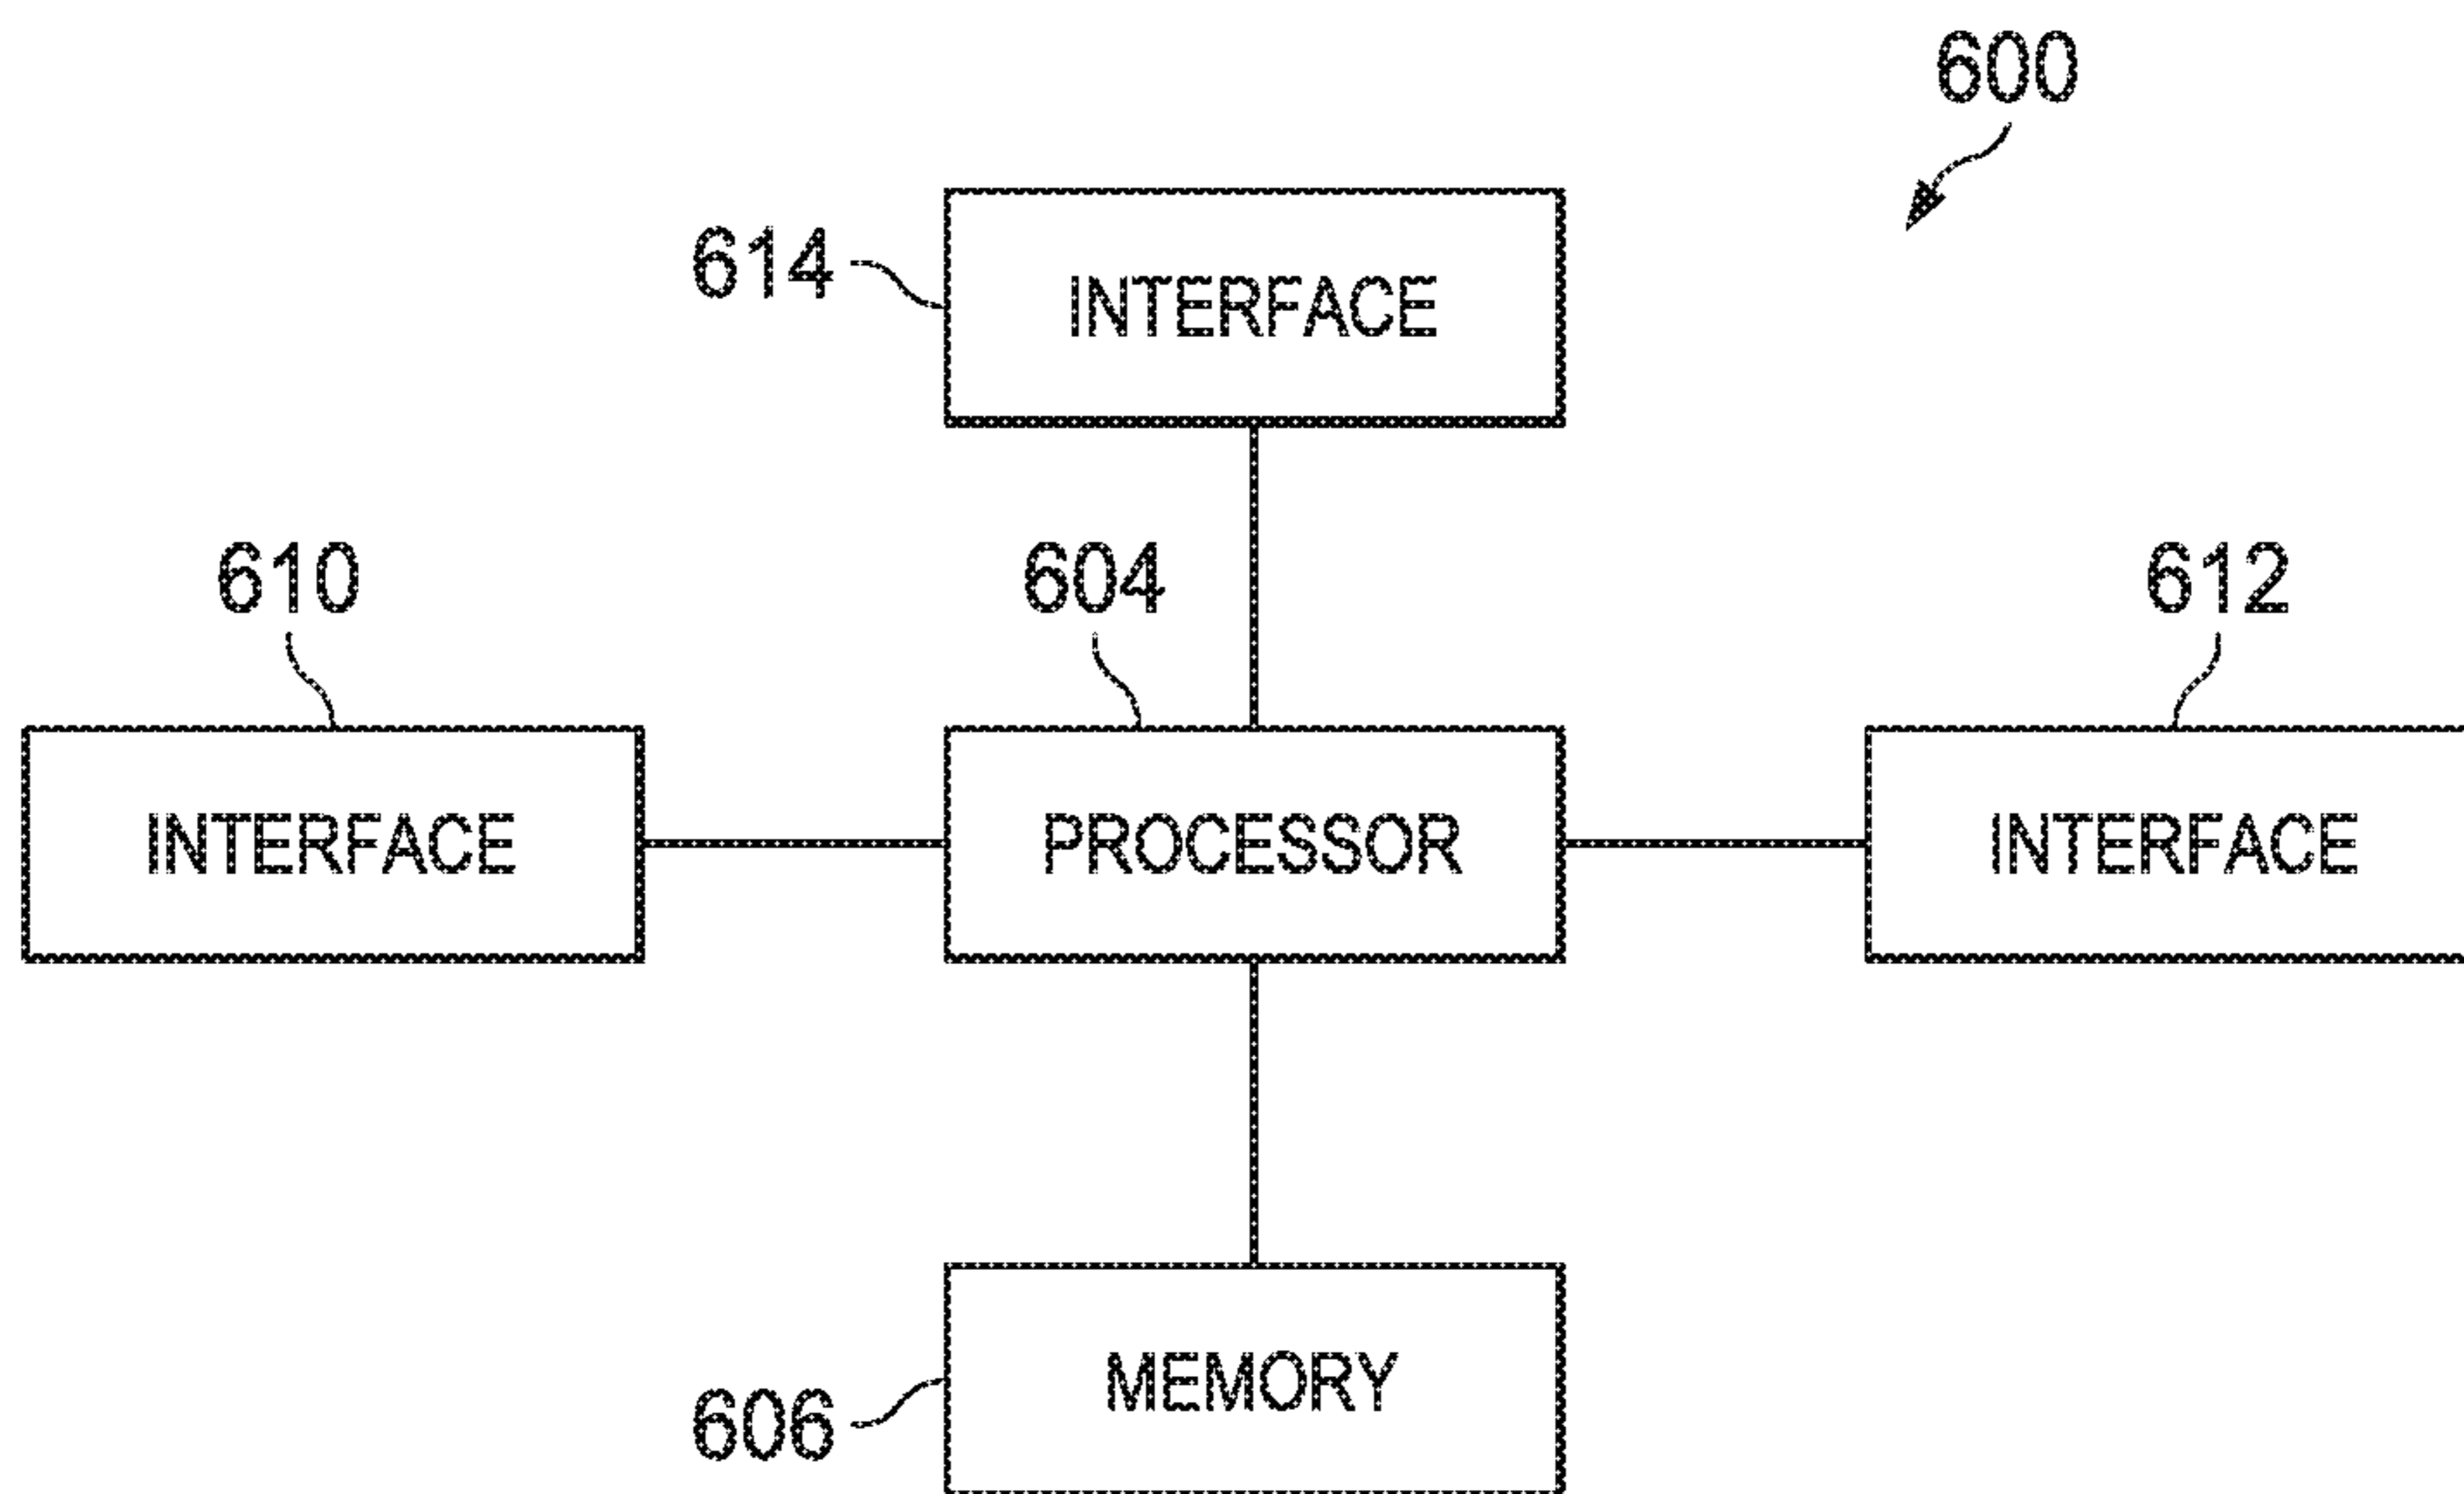 600
614
INTERFACE
610
604
612
INTERFACE
PROCESSOR
INTERFACE
MEMORY
606